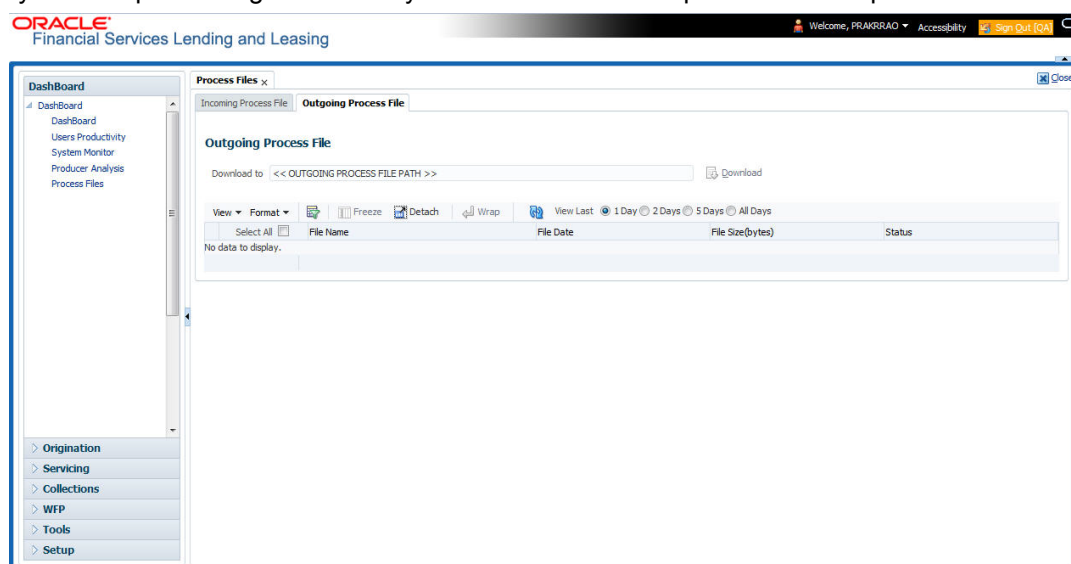 ORACLE
Financial Services Lending and Leasing
Welcome, PRAKRRAO Accessibility Sign Out [QA]
DashBoard
DashBoard
DashBoard
Users Productivity
System Monitor
Producer Analysis
Process Files
Origination
Servicing
Collections
WFP
Tools
Setup
Process Files x Close
Incoming Process File Outgoing Process File
Outgoing Process File
Download to << OUTGOING PROCESS FILE PATH >> Download
View Format Freeze Detach Wrap View Last 1 Day 2 Days 5 Days All Days
Select All File Name File Date File Size(bytes) Status
No data to display.